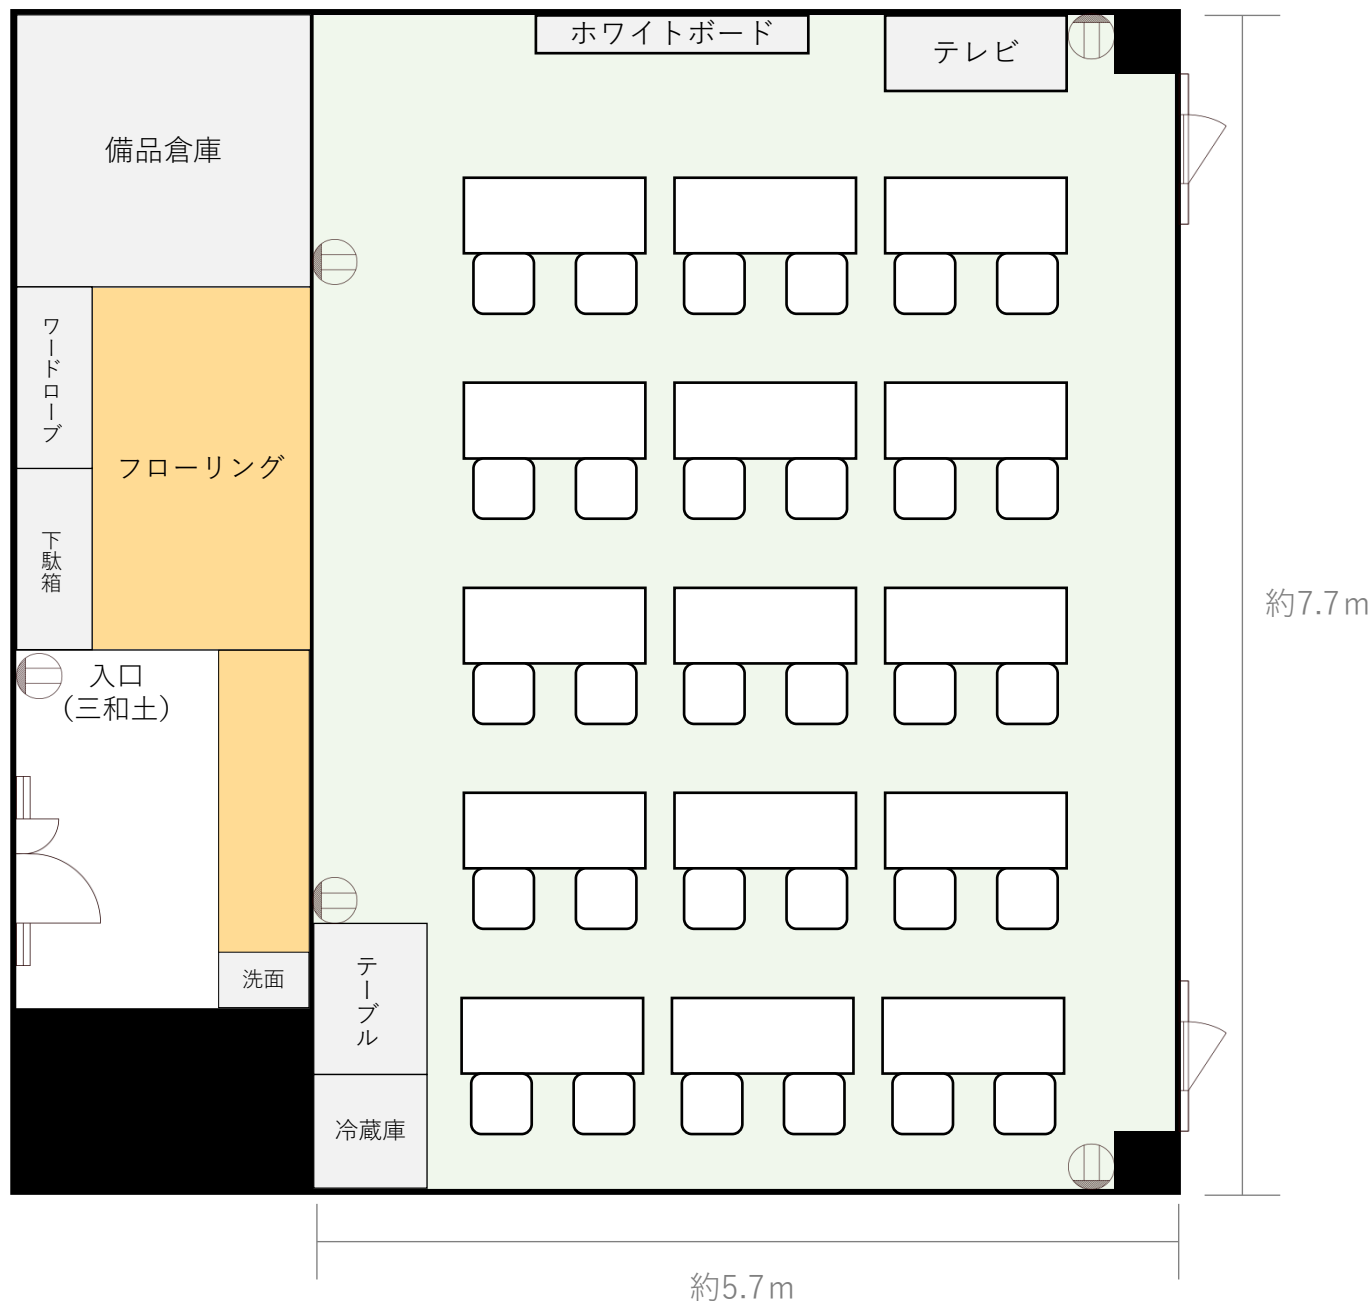 ホワイトボード
テレビ
備品倉庫
ワードローブ
フローリング
下駄箱
約7.7m
入口
(三和土)
洗面
テーブル
冷蔵庫
約5.7m